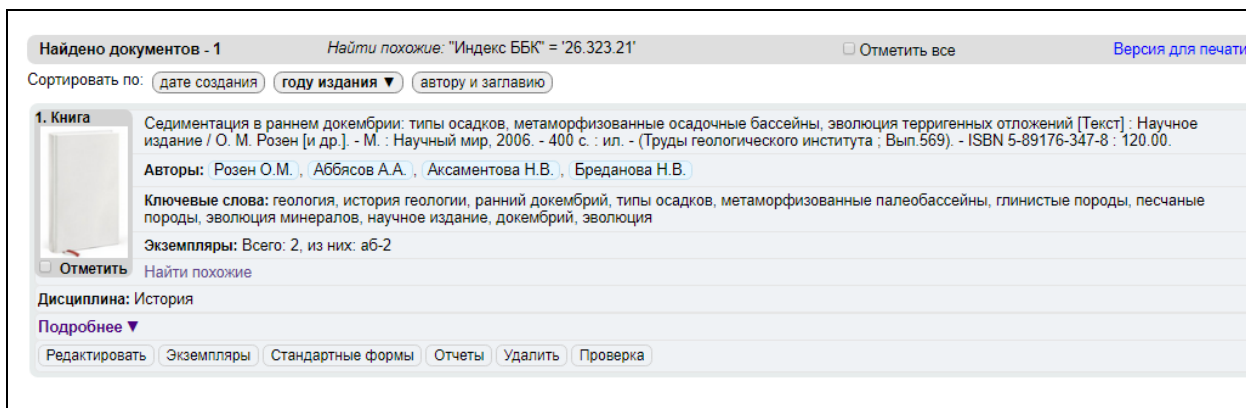 Найдено документов - 1 Найти похожие: "Индекс ББК" = '26.323.21' Отметить все Версия для печати
Сортировать по: дате создания году издания ▼ автору и заглавию
1. Книга
Седиментация в раннем докембрии: типы осадков, метаморфизованные осадочные бассейны, эволюция терригенных отложений [Текст] : Научное
издание / О. М. Розен [и др.]. - М. : Научный мир, 2006. - 400 с. : ил. - (Труды геологического института ; Вып.569). - ISBN 5-89176-347-8 : 120.00.
Авторы: Розен О.М. , Аббясов А.А. , Аксаментова Н.В. , Бреданова Н.В.
Ключевые слова: геология, история геологии, ранний докембрий, типы осадков, метаморфизованные палеобассейны, глинистые породы, песчаные
породы, эволюция минералов, научное издание, докембрий, эволюция
Экземпляры: Всего: 2, из них: аб-2
Отметить Найти похожие
Дисциплина: История
Подробнее ▼
Редактировать Экземпляры Стандартные формы Отчеты Удалить Проверка